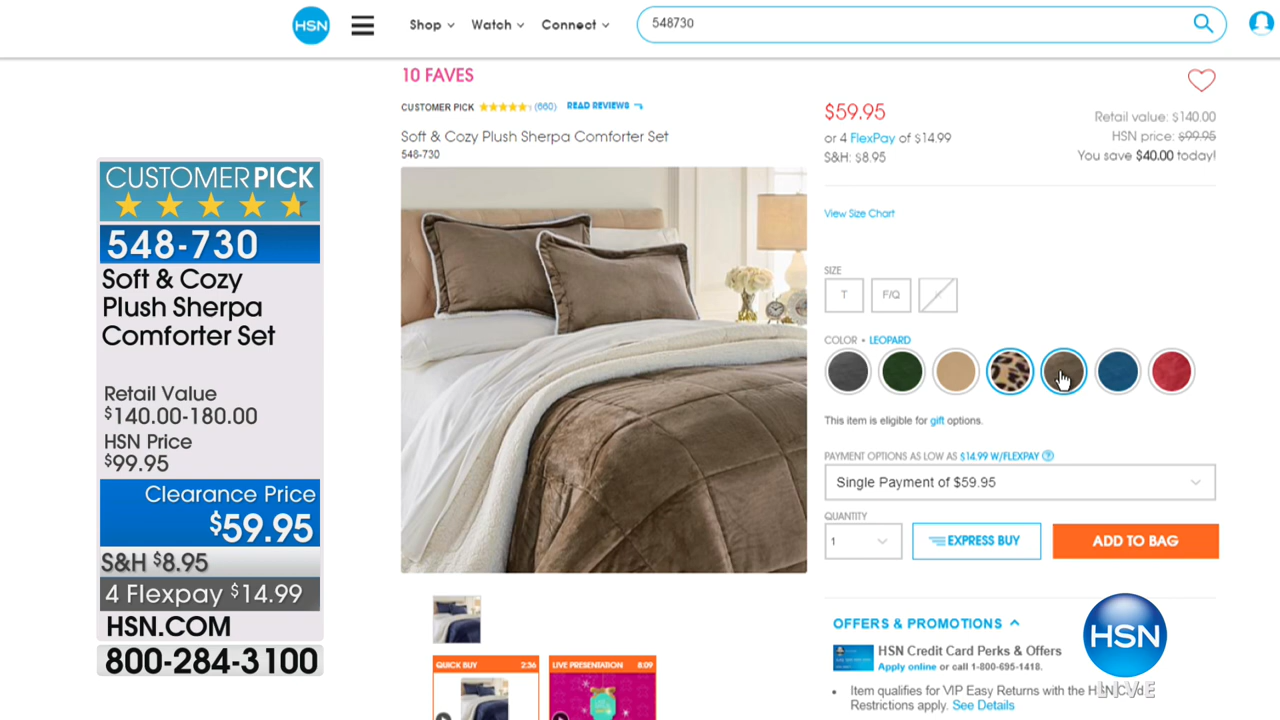 HSN
Shop
Watch
Connect
548730
10 FAVES
CUSTOMER PICK
(660)
READ REVIEWS
Soft & Cozy Plush Sherpa Comforter Set
548-730
$59.95
or 4 FlexPay of $14.99
S&H: $8.95
Retail value: $140.00
HSN price: $99.95
You save $40.00 today!
View Size Chart
SIZE
T
F/Q
COLOR • LEOPARD
This item is eligible for gift options.
PAYMENT OPTIONS AS LOW AS $14.99 W/FLEXPAY ?
Single Payment of $59.95
QUANTITY
1
EXPRESS BUY
ADD TO BAG
OFFERS & PROMOTIONS
HSN Credit Card Perks & Offers
Apply online or call 1-800-695-1418.
• Item qualifies for VIP Easy Returns with the HSN Card
Restrictions apply. See Details
QUICK BUY 2:36
LIVE PRESENTATION 8:09
CUSTOMER PICK
548-730
Soft & Cozy
Plush Sherpa
Comforter Set
Retail Value
$140.00-180.00
HSN Price
$99.95
Clearance Price
$59.95
S&H $8.95
4 Flexpay $14.99
HSN.COM
800-284-3100
HSN
LIVE